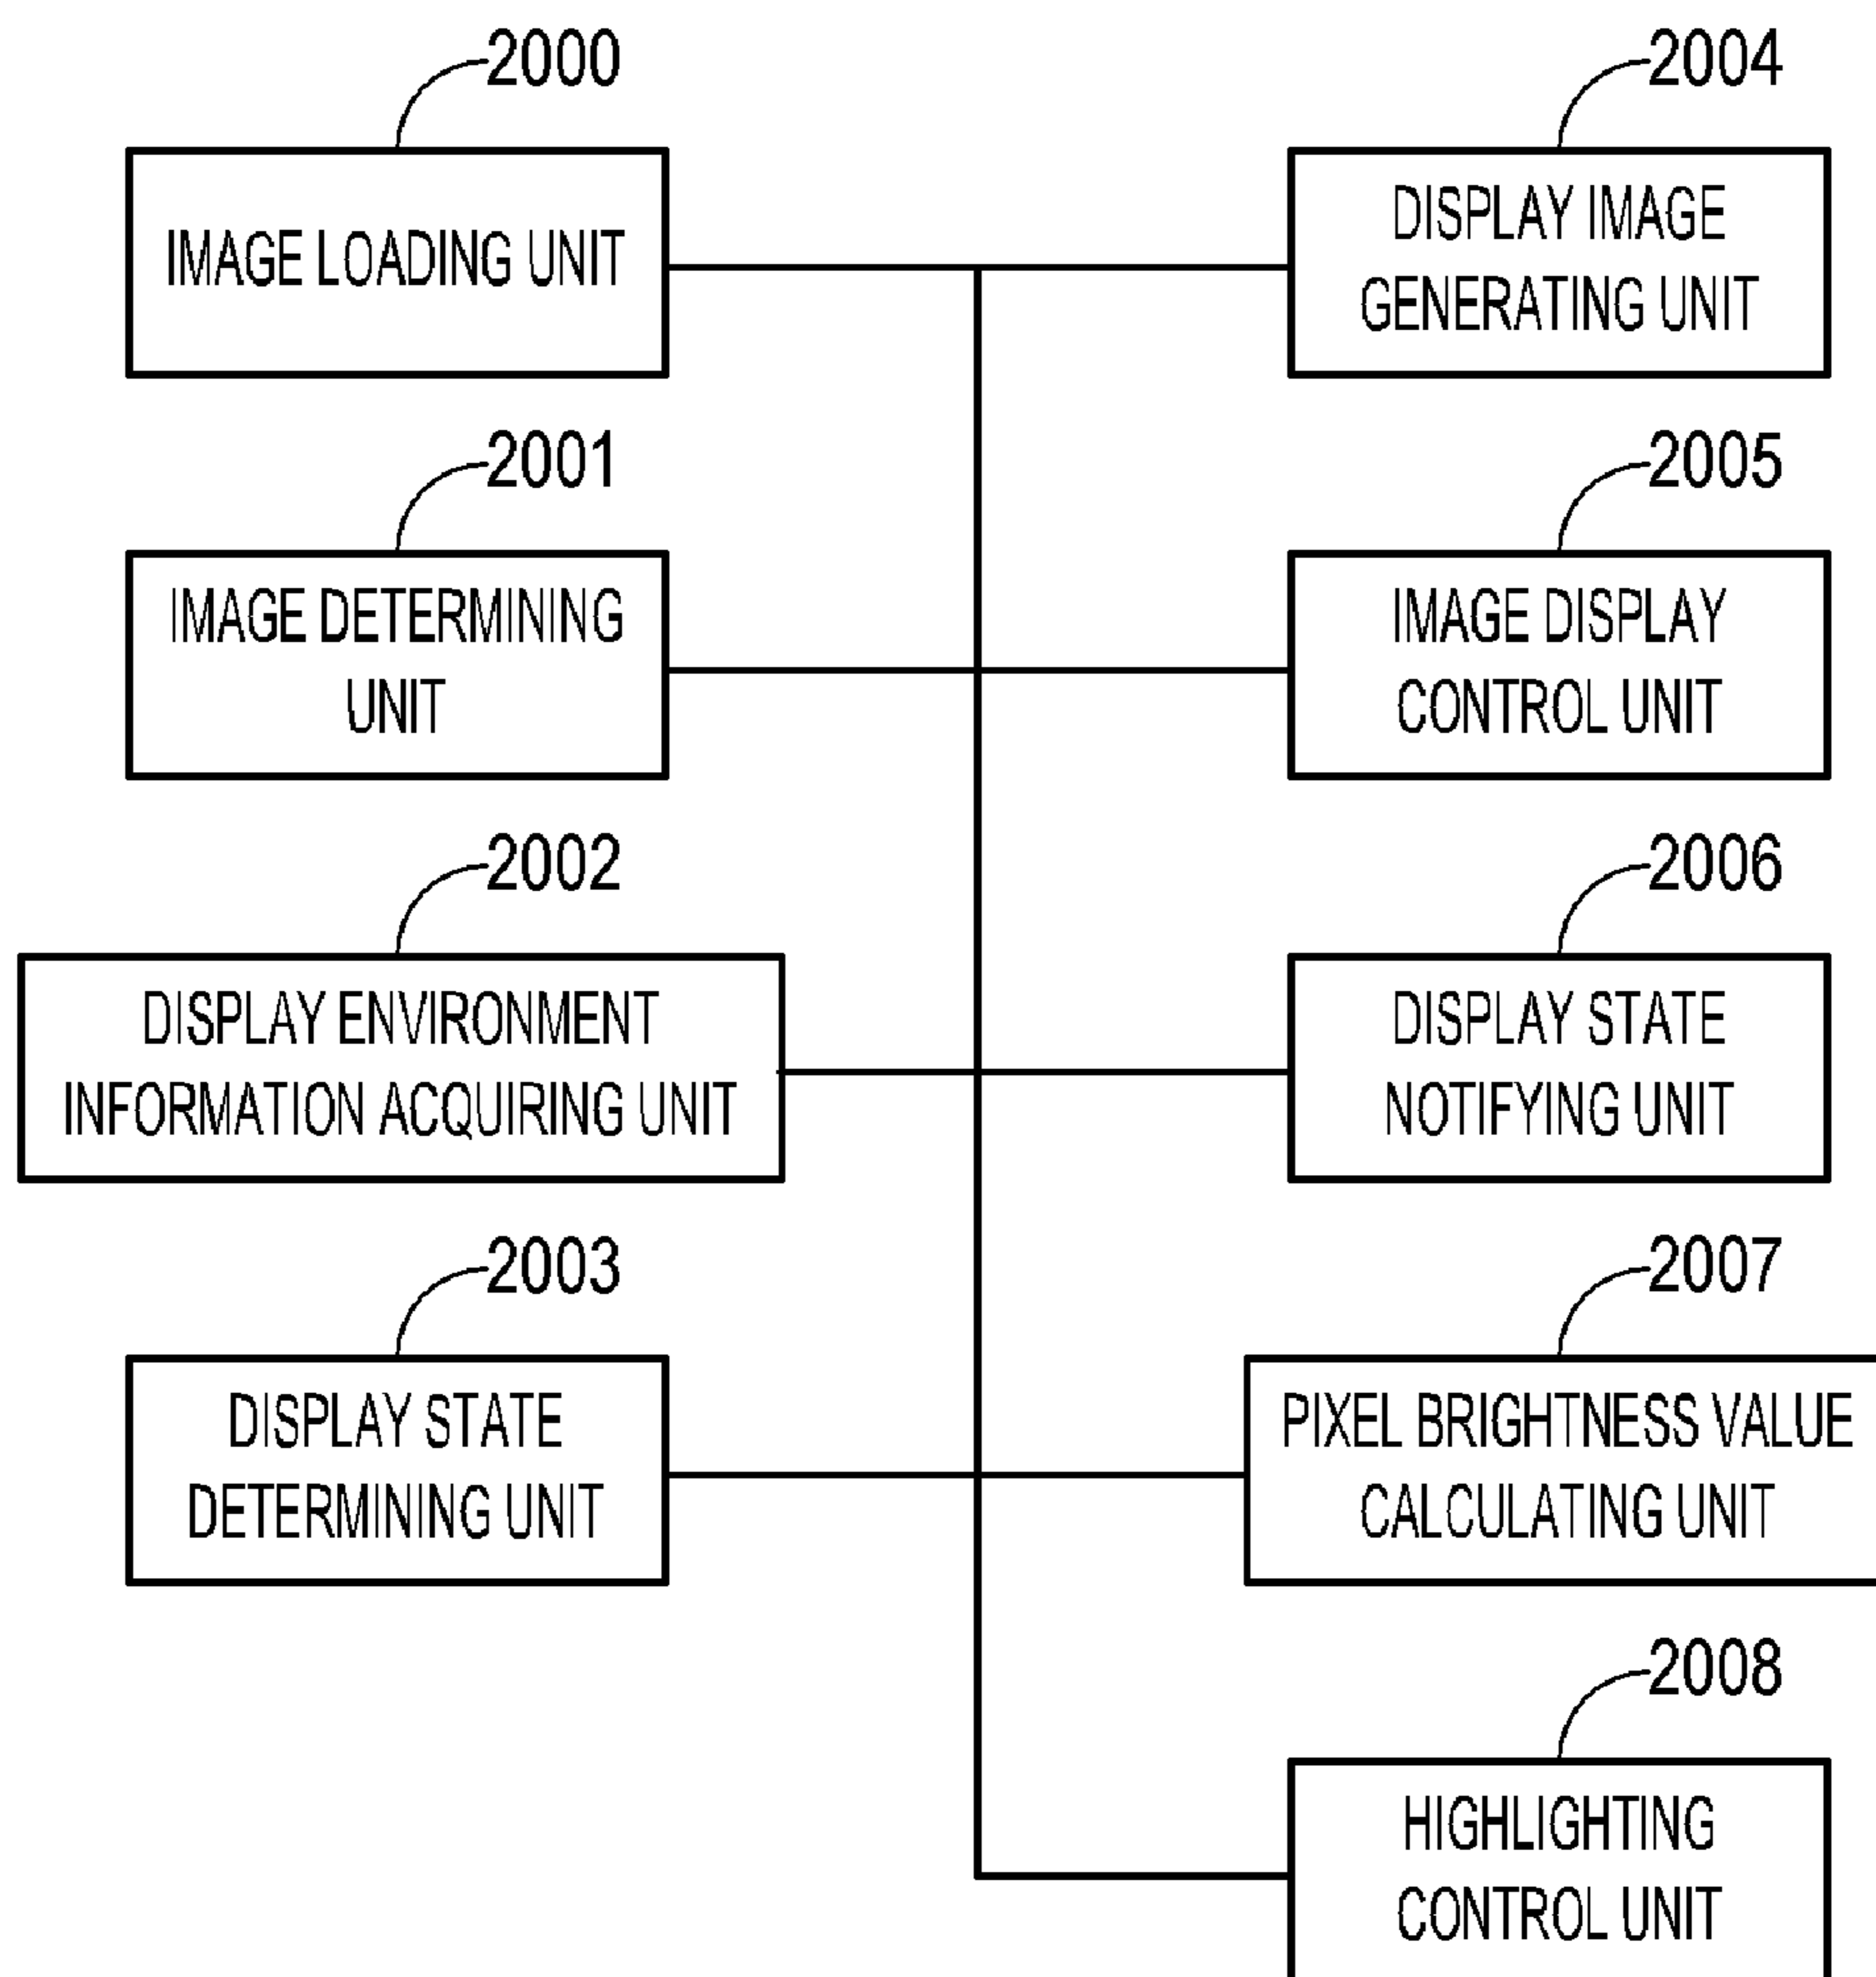 2000
IMAGE LOADING UNIT
2001
IMAGE DETERMINING
UNIT
2002
DISPLAY ENVIRONMENT
INFORMATION ACQUIRING UNIT
2003
DISPLAY STATE
DETERMINING UNIT
2004
DISPLAY IMAGE
GENERATING UNIT
2005
IMAGE DISPLAY
CONTROL UNIT
2006
DISPLAY STATE
NOTIFYING UNIT
2007
PIXEL BRIGHTNESS VALUE
CALCULATING UNIT
2008
HIGHLIGHTING
CONTROL UNIT